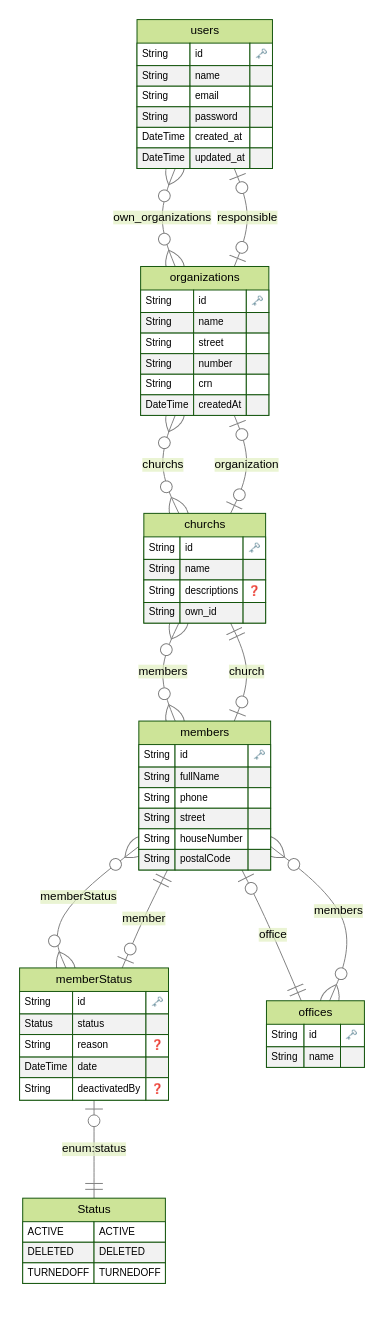 users
String id 🗝️
String name
String email
String password
DateTime created_at
DateTime updated_at
own_organizations responsible
organizations
String id 🗝️
String name
String street
String number
String crn
DateTime createdAt
churchs organization
churchs
String id 🗝️
String name
String descriptions ❓
String own_id
members church
members
String id 🗝️
String fullName
String phone
String street
String houseNumber
String postalCode
memberStatus
member
members
office
memberStatus
String id 🗝️
Status status
String reason ❓
DateTime date
String deactivatedBy ❓
offices
String id 🗝️
String name
enum:status
Status
ACTIVE ACTIVE
DELETED DELETED
TURNEDOFF TURNEDOFF